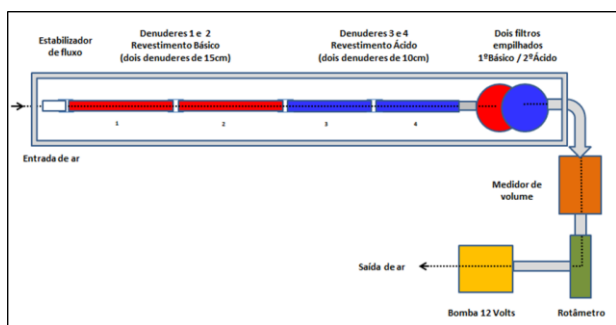 Estabilizador
de fluxo
Denuderes 1 e 2
Revestimento Básico
(dois denuderes de 15cm)
Denuderes 3 e 4
Revestimento Ácido
(dois denuderes de 10cm)
Dois filtros
empilhados
1ºBásico / 2ºÁcido
1
2
3
4
Entrada de ar
Medidor de
volume
Saída de ar
Bomba 12 Volts
Rotâmetro